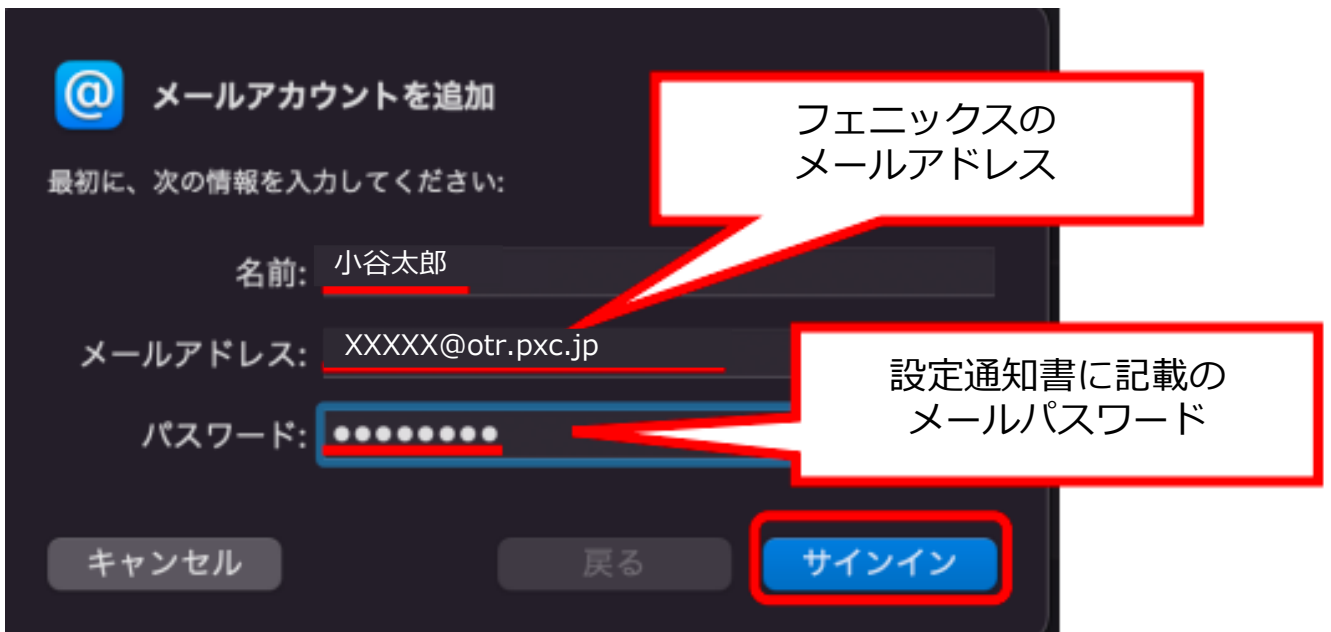 @
メールアカウントを追加
フェニックスの
メールアドレス
最初に、次の情報を入力してください:
名前: 小谷太郎
メールアドレス: XXXXX@otr.pxc.jp
設定通知書に記載の
メールパスワード
パスワード: ●●●●●●●●
キャンセル 戻る サインイン